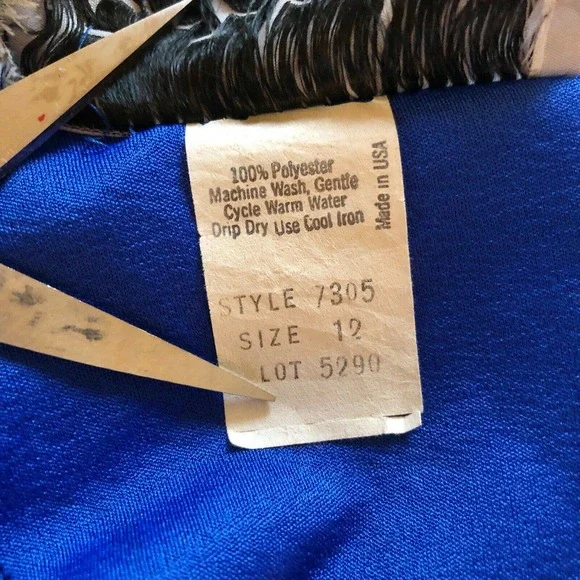 100% Polyester
Machine Wash, Gentle
Cycle Warm Water
Drip Dry Use Cool Iron
Made in USA
STYLE 7305
SIZE 12
LOT 5290